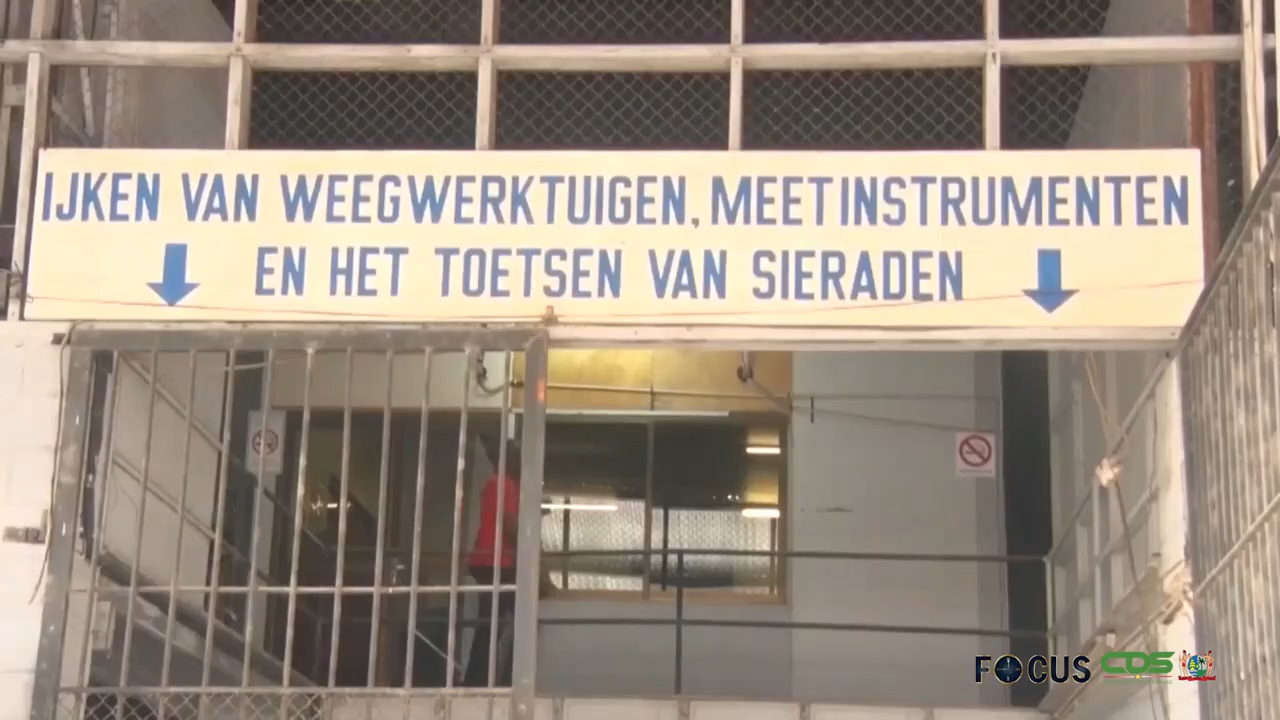 IJKEN VAN WEEGWERKTUIGEN, MEETINSTRUMENTEN
EN HET TOETSEN VAN SIERADEN
FOCUS CDS